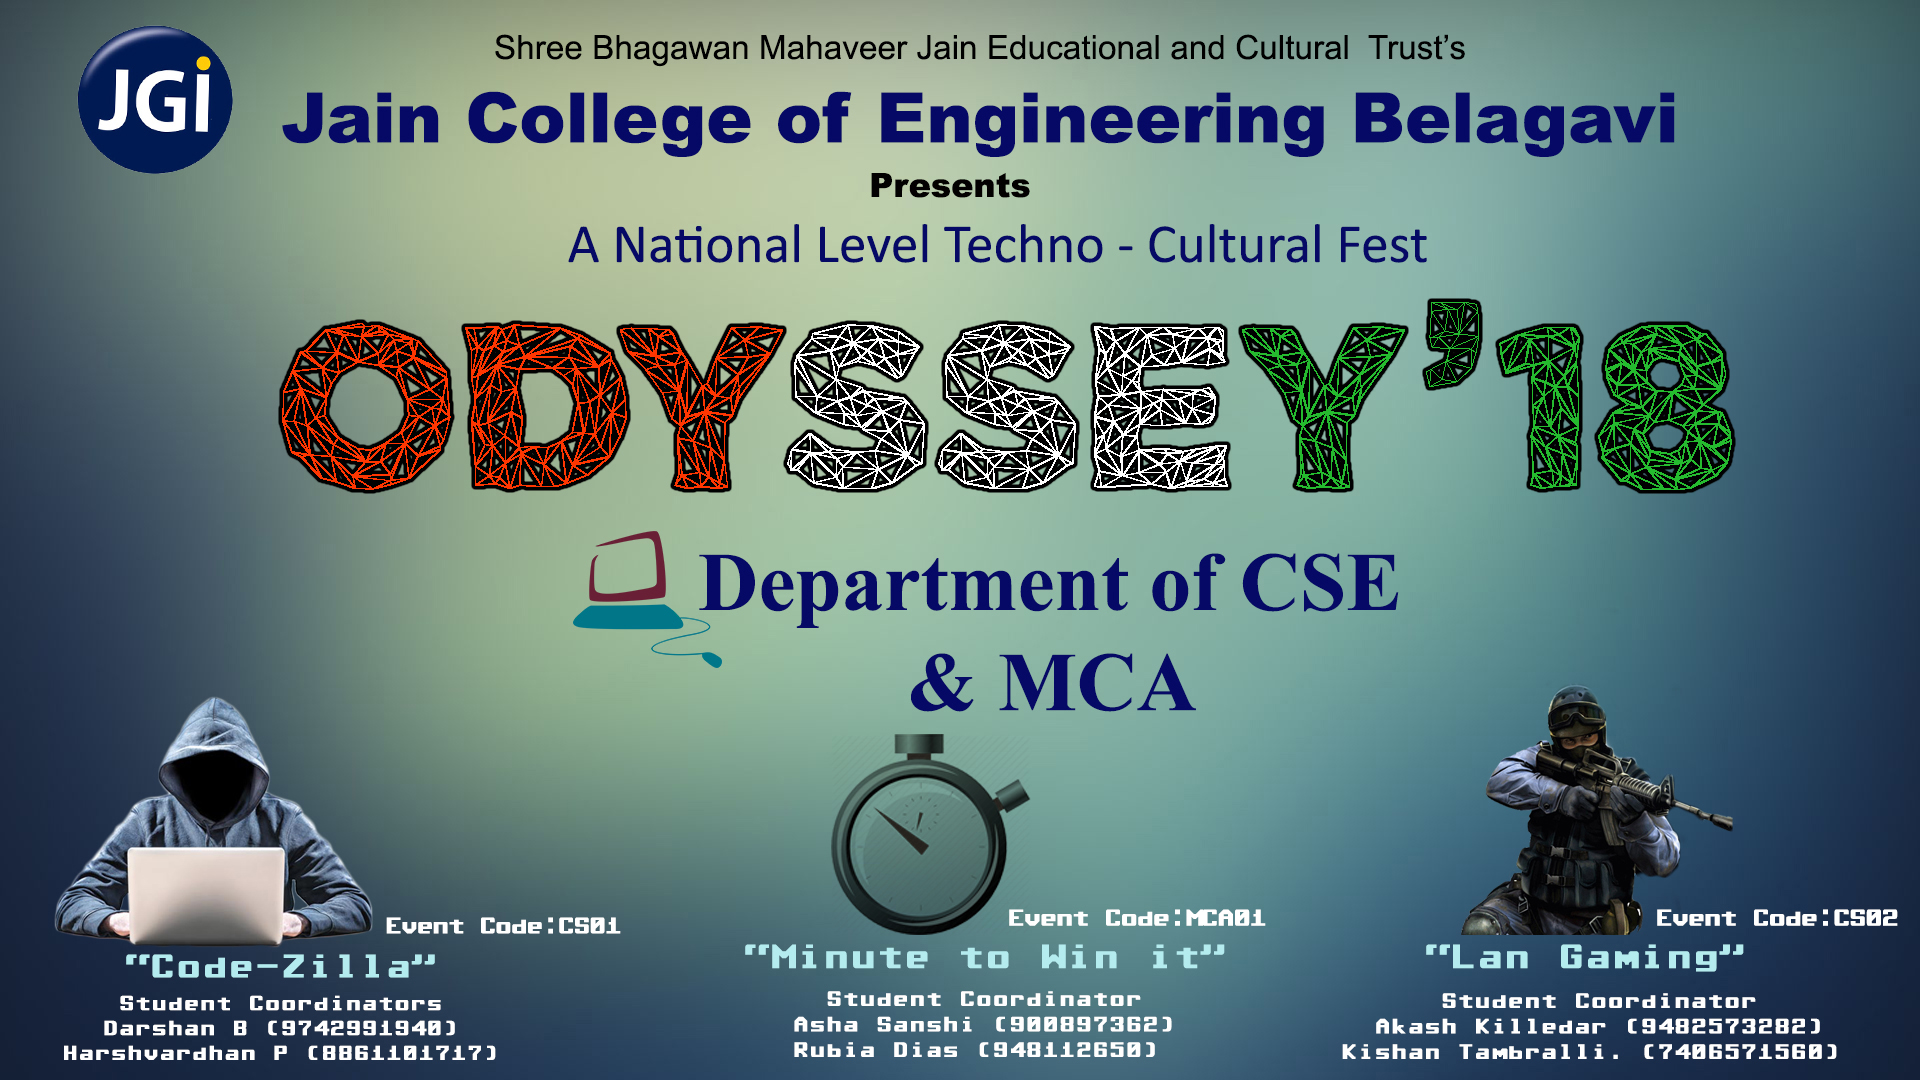 JGi
Shree Bhagawan Mahaveer Jain Educational and Cultural Trust's
Jain College of Engineering Belagavi
Presents
A National Level Techno - Cultural Fest
ODYSSEY'18
Department of CSE
& MCA
Event Code:CS01
"Code-Zilla"
Student Coordinators
Darshan B (9742991940)
Harshvardhan P (8861101717)
Event Code:MCA01
"Minute to Win it"
Student Coordinator
Asha Sanshi (900897362)
Rubia Dias (948112650)
Event Code:CS02
"Lan Gaming"
Student Coordinator
Akash Killedar (9482573282)
Kishan Tambralli. (7406571560)